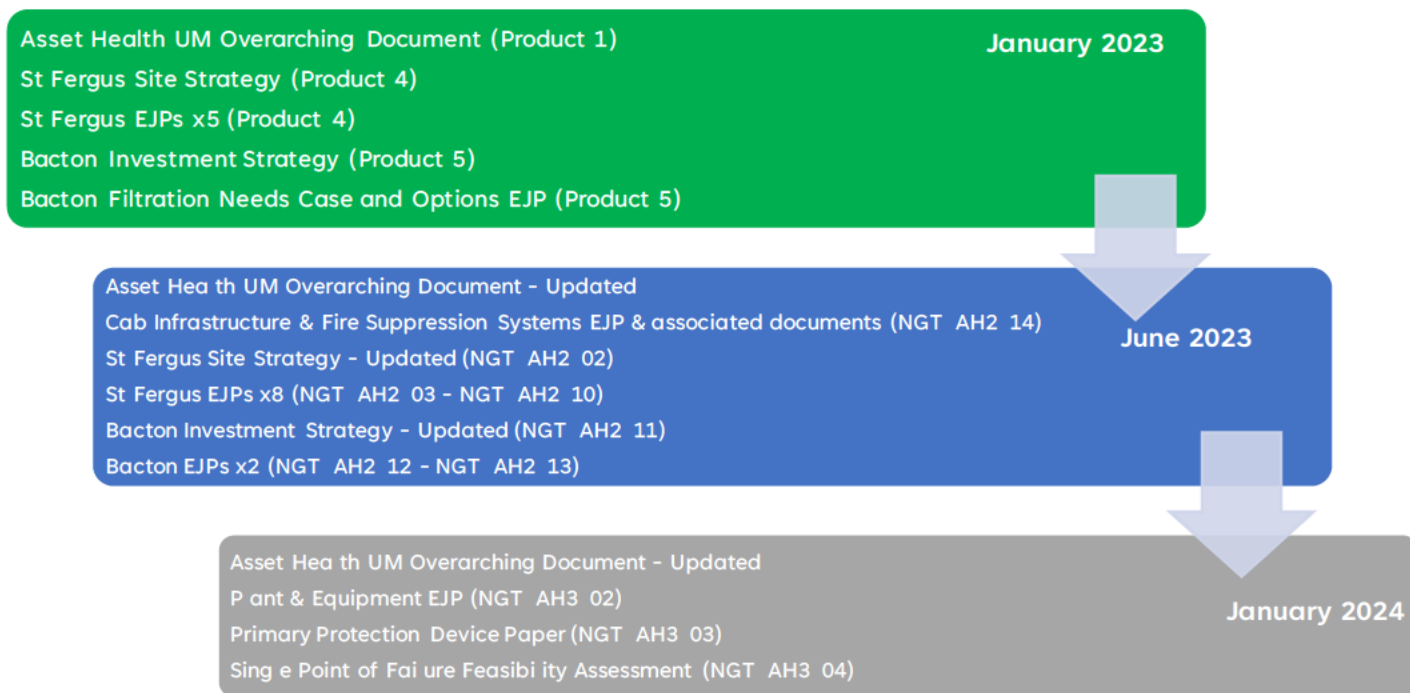 Asset Health UM Overarching Document (Product 1)
January 2023
St Fergus Site Strategy (Product 4)
St Fergus EJPs x5 (Product 4)
Bacton Investment Strategy (Product 5)
Bacton Filtration Needs Case and Options EJP (Product 5)
Asset Hea th UM Overarching Document - Updated
Cab Infrastructure & Fire Suppression Systems EJP & associated documents (NGT AH2 14)
June 2023
St Fergus Site Strategy - Updated (NGT AH2 02)
St Fergus EJPs x8 (NGT AH2 03 - NGT AH2 10)
Bacton Investment Strategy - Updated (NGT AH2 11)
Bacton EJPs x2 (NGT AH2 12 - NGT AH2 13)
Asset Hea th UM Overarching Document - Updated
P ant & Equipment EJP (NGT AH3 02)
January 2024
Primary Protection Device Paper (NGT AH3 03)
Sing e Point of Fai ure Feasibi ity Assessment (NGT AH3 04)